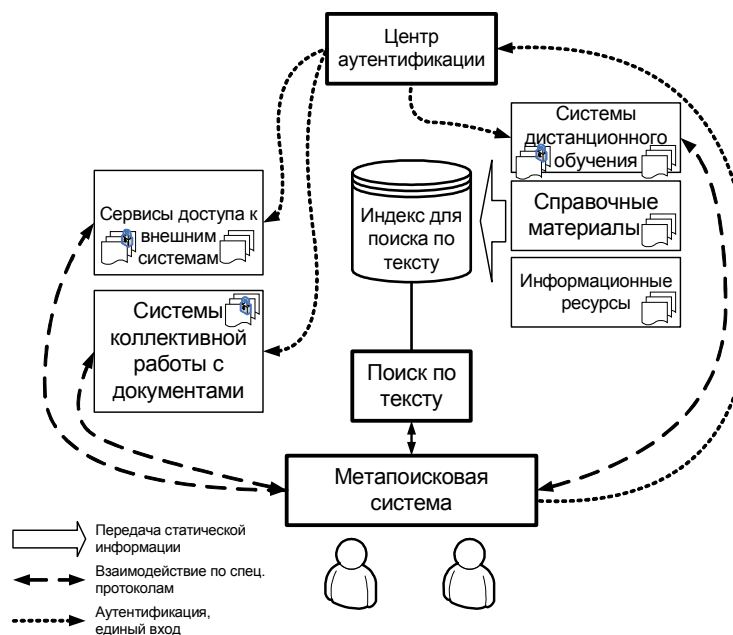 Центр
аутентификации
Системы
дистанционного
обучения
Сервисы доступа к
внешним
системам
Индекс для
поиска по
тексту
Справочные
материалы
Информационные
ресурсы
Системы
коллективной
работы с
документами
Поиск по
тексту
Метапоисковая
система
Передача статической
информации
Взаимодействие по спец.
протоколам
Аутентификация,
единый вход